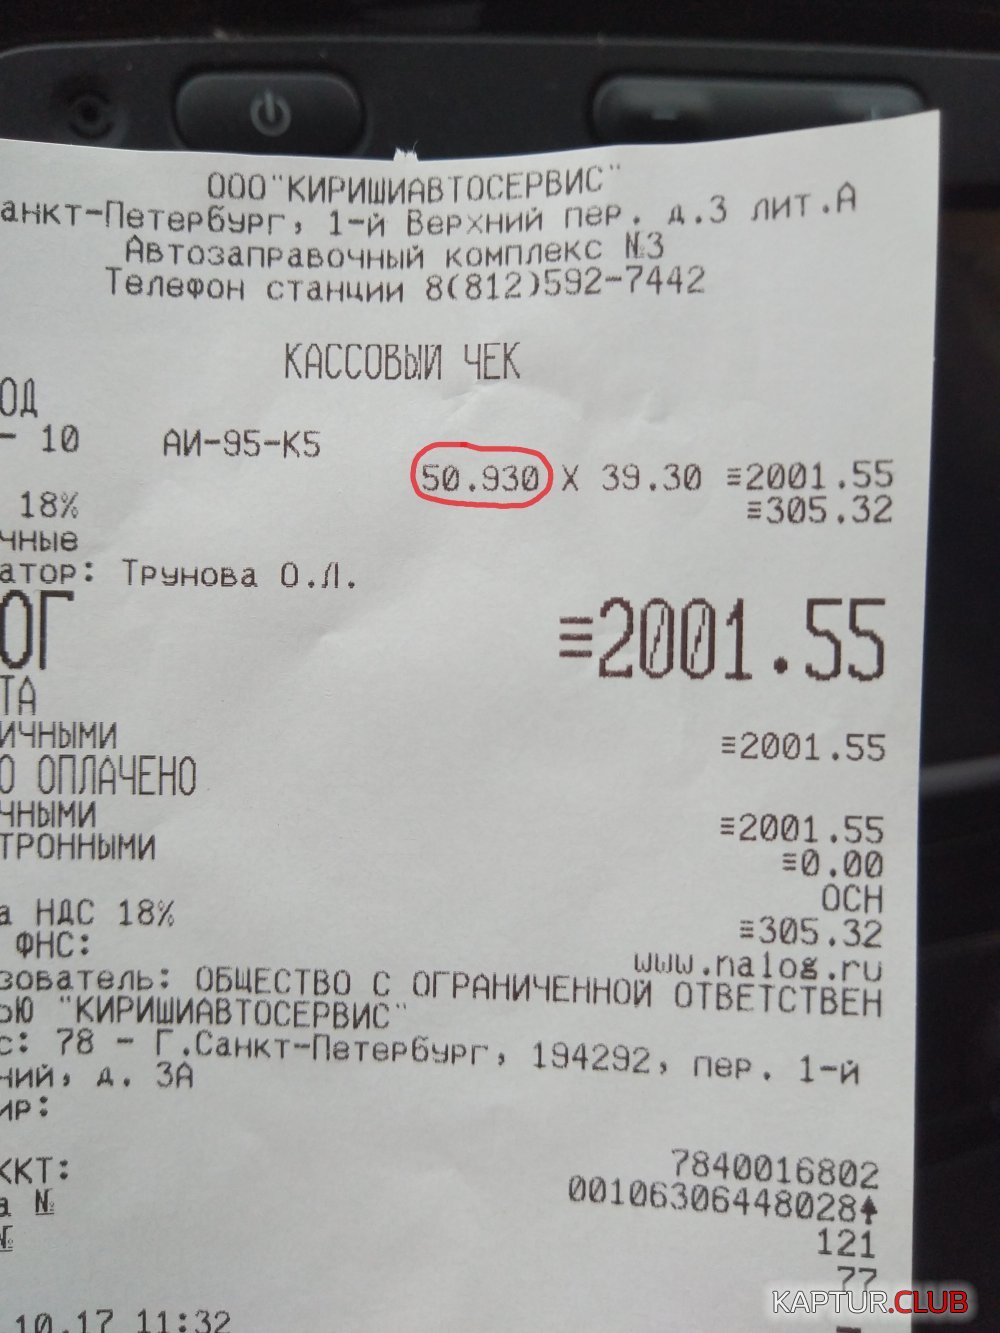 ООО"КИРИШИАВТОСЕРВИС"
анкт-Петербург, 1-й Верхний пер. д.3 лит.А
Автозаправочный комплекс №3
Телефон станции 8(812)592-7442
КАССОВЫЙ ЧЕК
ОД
- 10 АИ-95-К5
50.930 X 39.30 ≡2001.55
18% ≡305.32
чные
атор: Трунова О.Л.
ОГ ≡2001.55
ТА
ИЧНЫМИ ≡2001.55
О ОПЛАЧЕНО
ЧНЫМИ ≡2001.55
ТРОННЫМИ ≡0.00
ОСН
а НДС 18% ≡305.32
ФНС: www.nalog.ru
зователь: ОБЩЕСТВО С ОГРАНИЧЕННОЙ ОТВЕТСТВЕН
ЬЮ "КИРИШИАВТОСЕРВИС"
с: 78 - Г.Санкт-Петербург, 194292, пер. 1-й
ний, д. 3А
ир:
ККТ: 7840016802
а № 00106306448028
№ 121
77
10.17 11:32
KAPTUR.CLUB